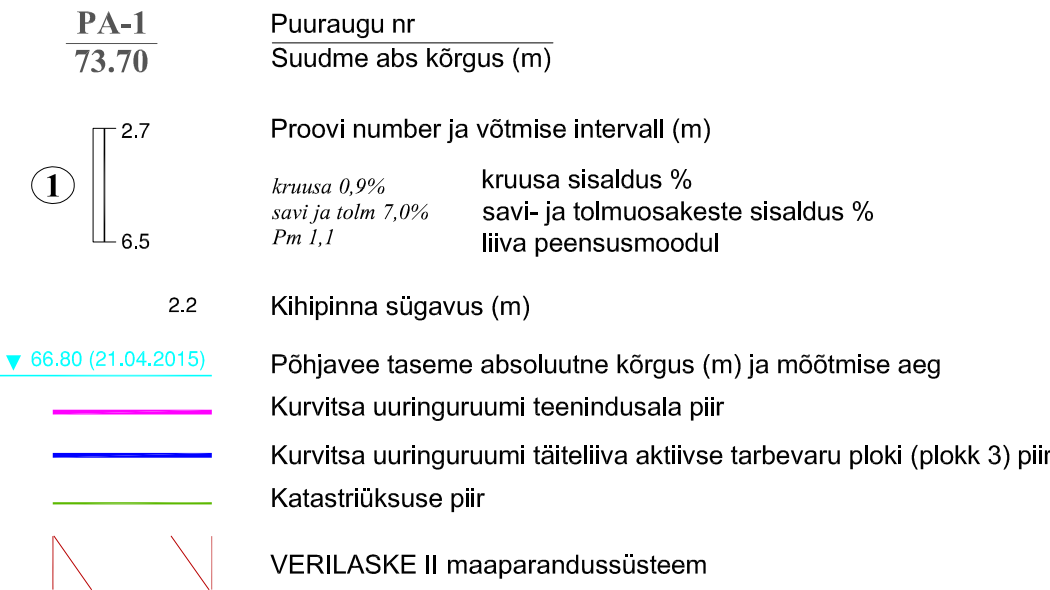 PA-1 Puuraugu nr
73.70 Suudme abs kõrgus (m)
2.7 Proovi number ja võtmise intervall (m)
1
kruusa 0,9% kruusa sisaldus %
savi ja tolm 7,0% savi- ja tolmuosakeste sisaldus %
6.5 Pm 1,1 liiva peensusmoodul
2.2 Kihipinna sügavus (m)
66.80 (21.04.2015) Põhjavee taseme absoluutne kõrgus (m) ja mõõtmise aeg
Kurvitsa uuringuruumi teenindusala piir
Kurvitsa uuringuruumi täiteliiva aktiivse tarbevaru ploki (plokk 3) piir
Katastriüksuse piir
VERILASKE II maaparandussüsteem